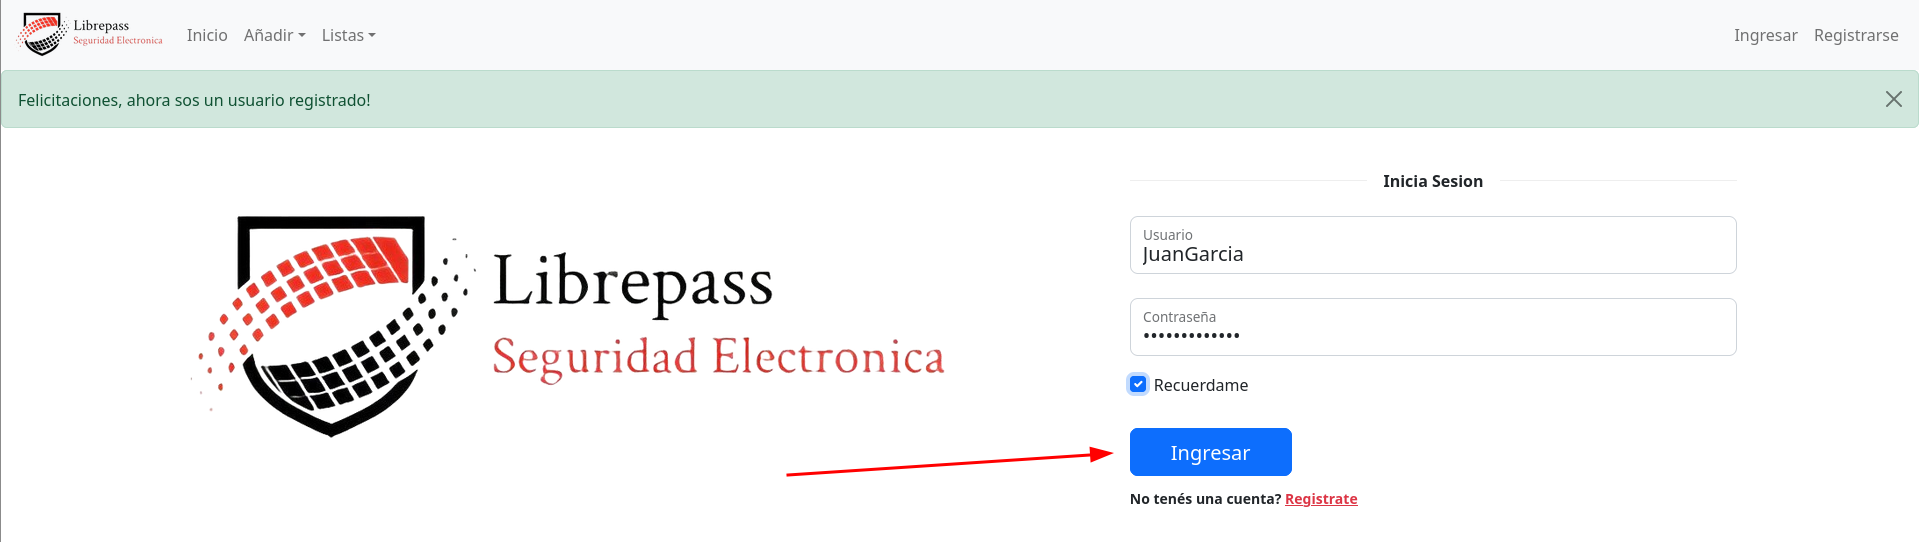 Librepass
Seguridad Electronica
Inicio Añadir Listas Ingresar Registrarse
Felicitaciones, ahora sos un usuario registrado!
Librepass
Seguridad Electronica
Inicia Sesion
Usuario
JuanGarcia
Contraseña
•••••••••••••
Recuerdame
Ingresar
No tenés una cuenta? Registrate